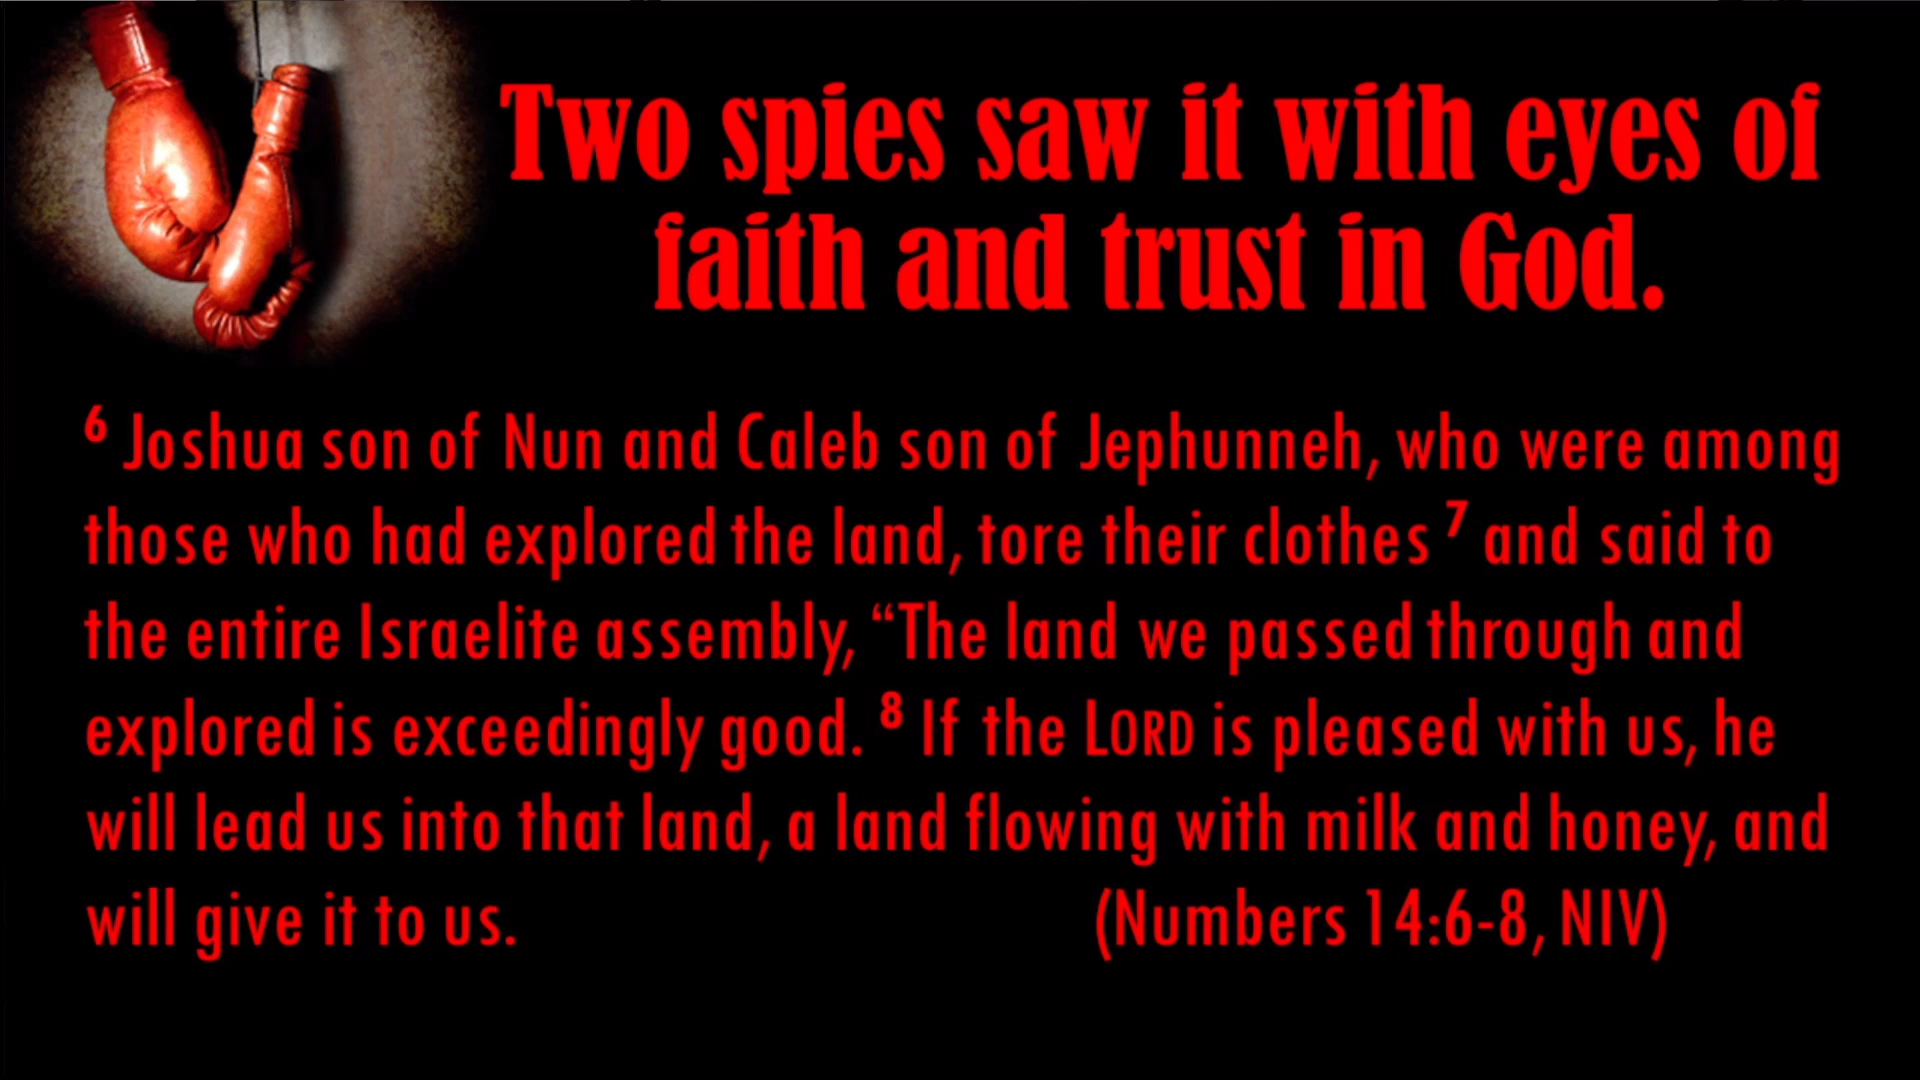 Two spies saw it with eyes of
faith and trust in God.
6 Joshua son of Nun and Caleb son of Jephunneh, who were among
those who had explored the land, tore their clothes 7 and said to
the entire Israelite assembly, “The land we passed through and
explored is exceedingly good. 8 If the LORD is pleased with us, he
will lead us into that land, a land flowing with milk and honey, and
will give it to us. (Numbers 14:6-8, NIV)